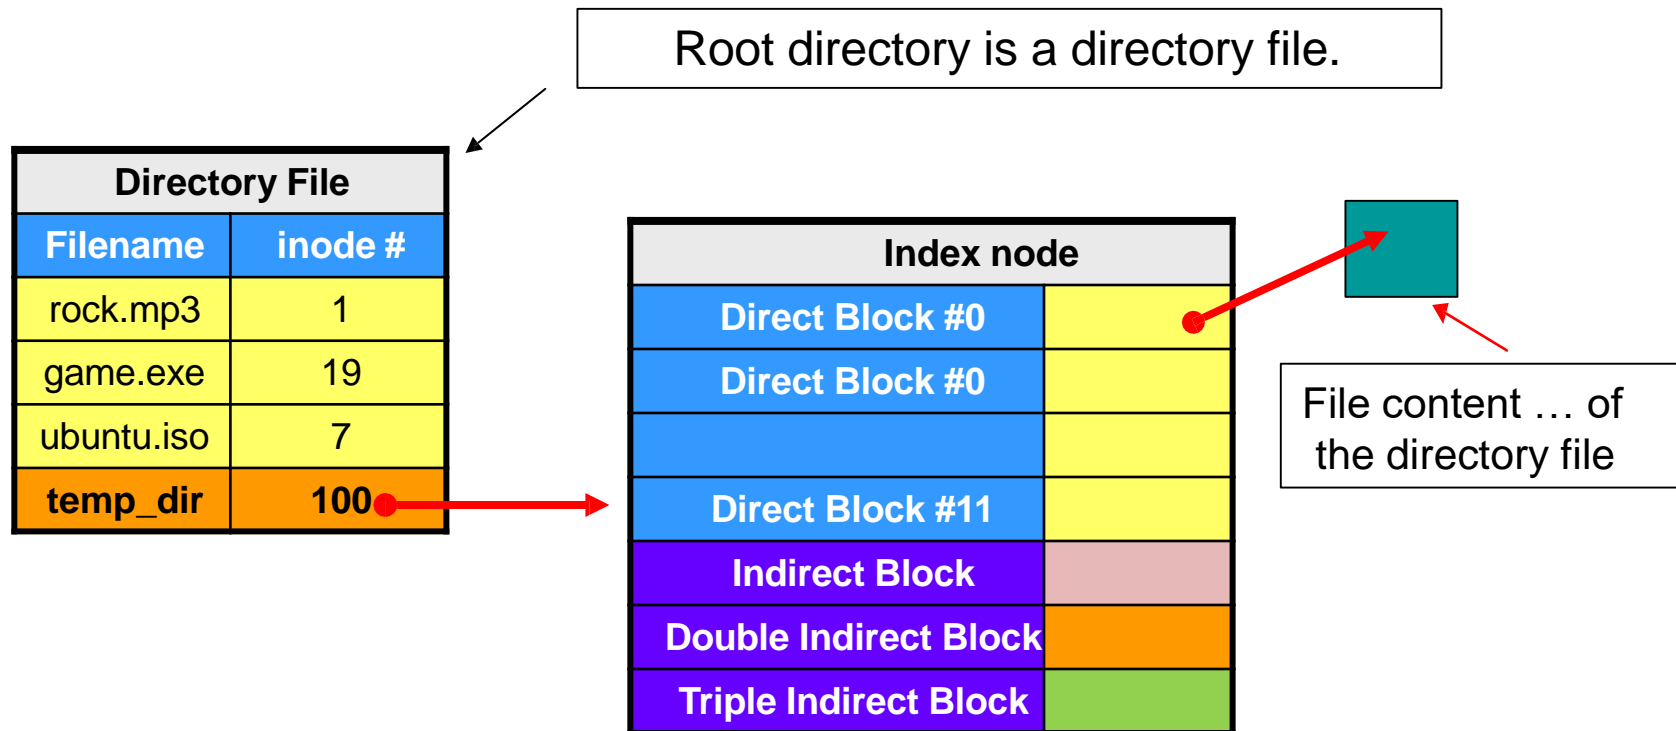 Root directory is a directory file.
Directory File
Filename inode #
rock.mp3 1
game.exe 19
ubuntu.iso 7
temp_dir 100
Index node
Direct Block #0
Direct Block #0
Direct Block #11
Indirect Block
Double Indirect Block
Triple Indirect Block
File content … of
the directory file